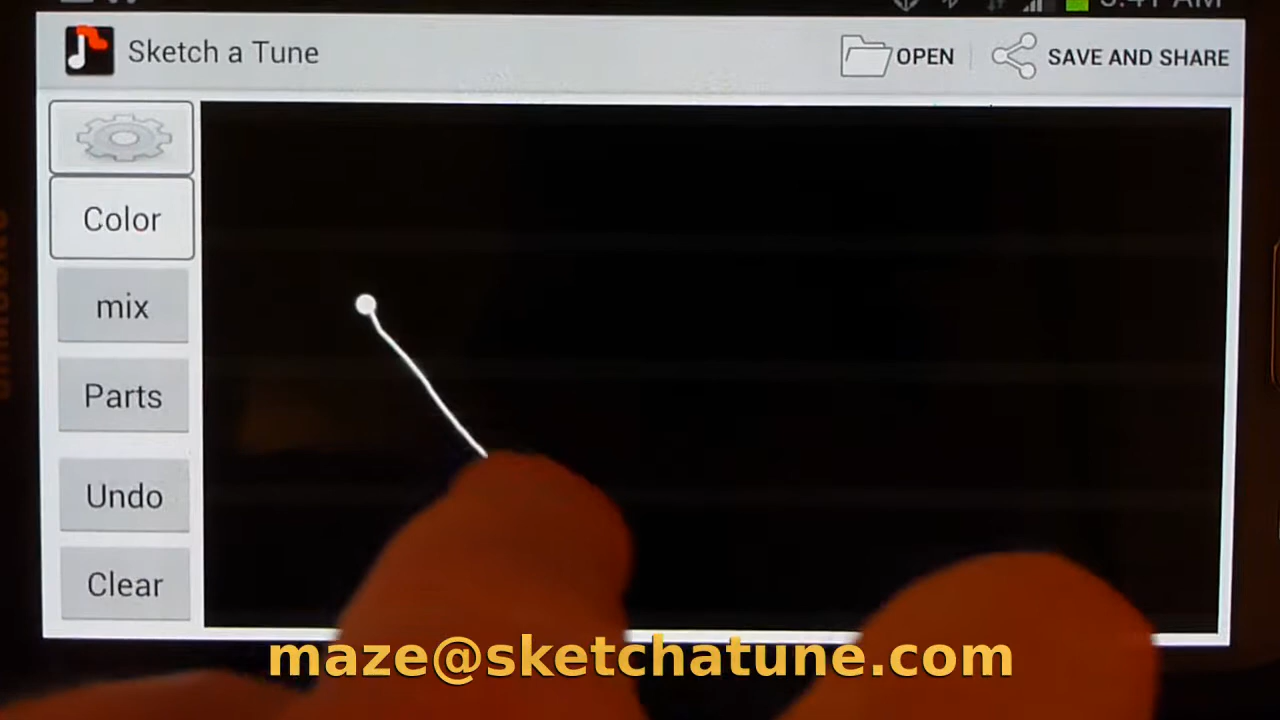 Sketch a Tune
OPEN
SAVE AND SHARE
Color
mix
Parts
Undo
Clear
maze@sketchatune.com